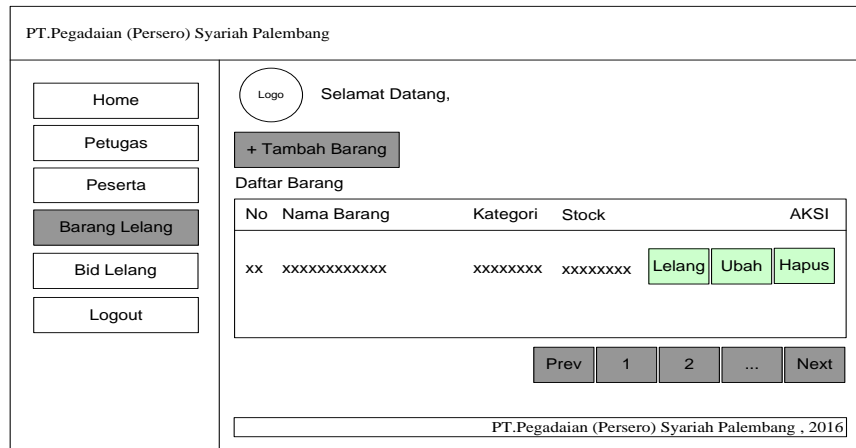 PT.Pegadaian (Persero) Syariah Palembang
Home
Petugas
Peserta
Barang Lelang
Bid Lelang
Logout
Logo Selamat Datang,
+ Tambah Barang
Daftar Barang
No Nama Barang Kategori Stock AKSI
xx xxxxxxxxxxxx xxxxxxxx xxxxxxxx Lelang Ubah Hapus
Prev 1 2 ... Next
PT.Pegadaian (Persero) Syariah Palembang , 2016